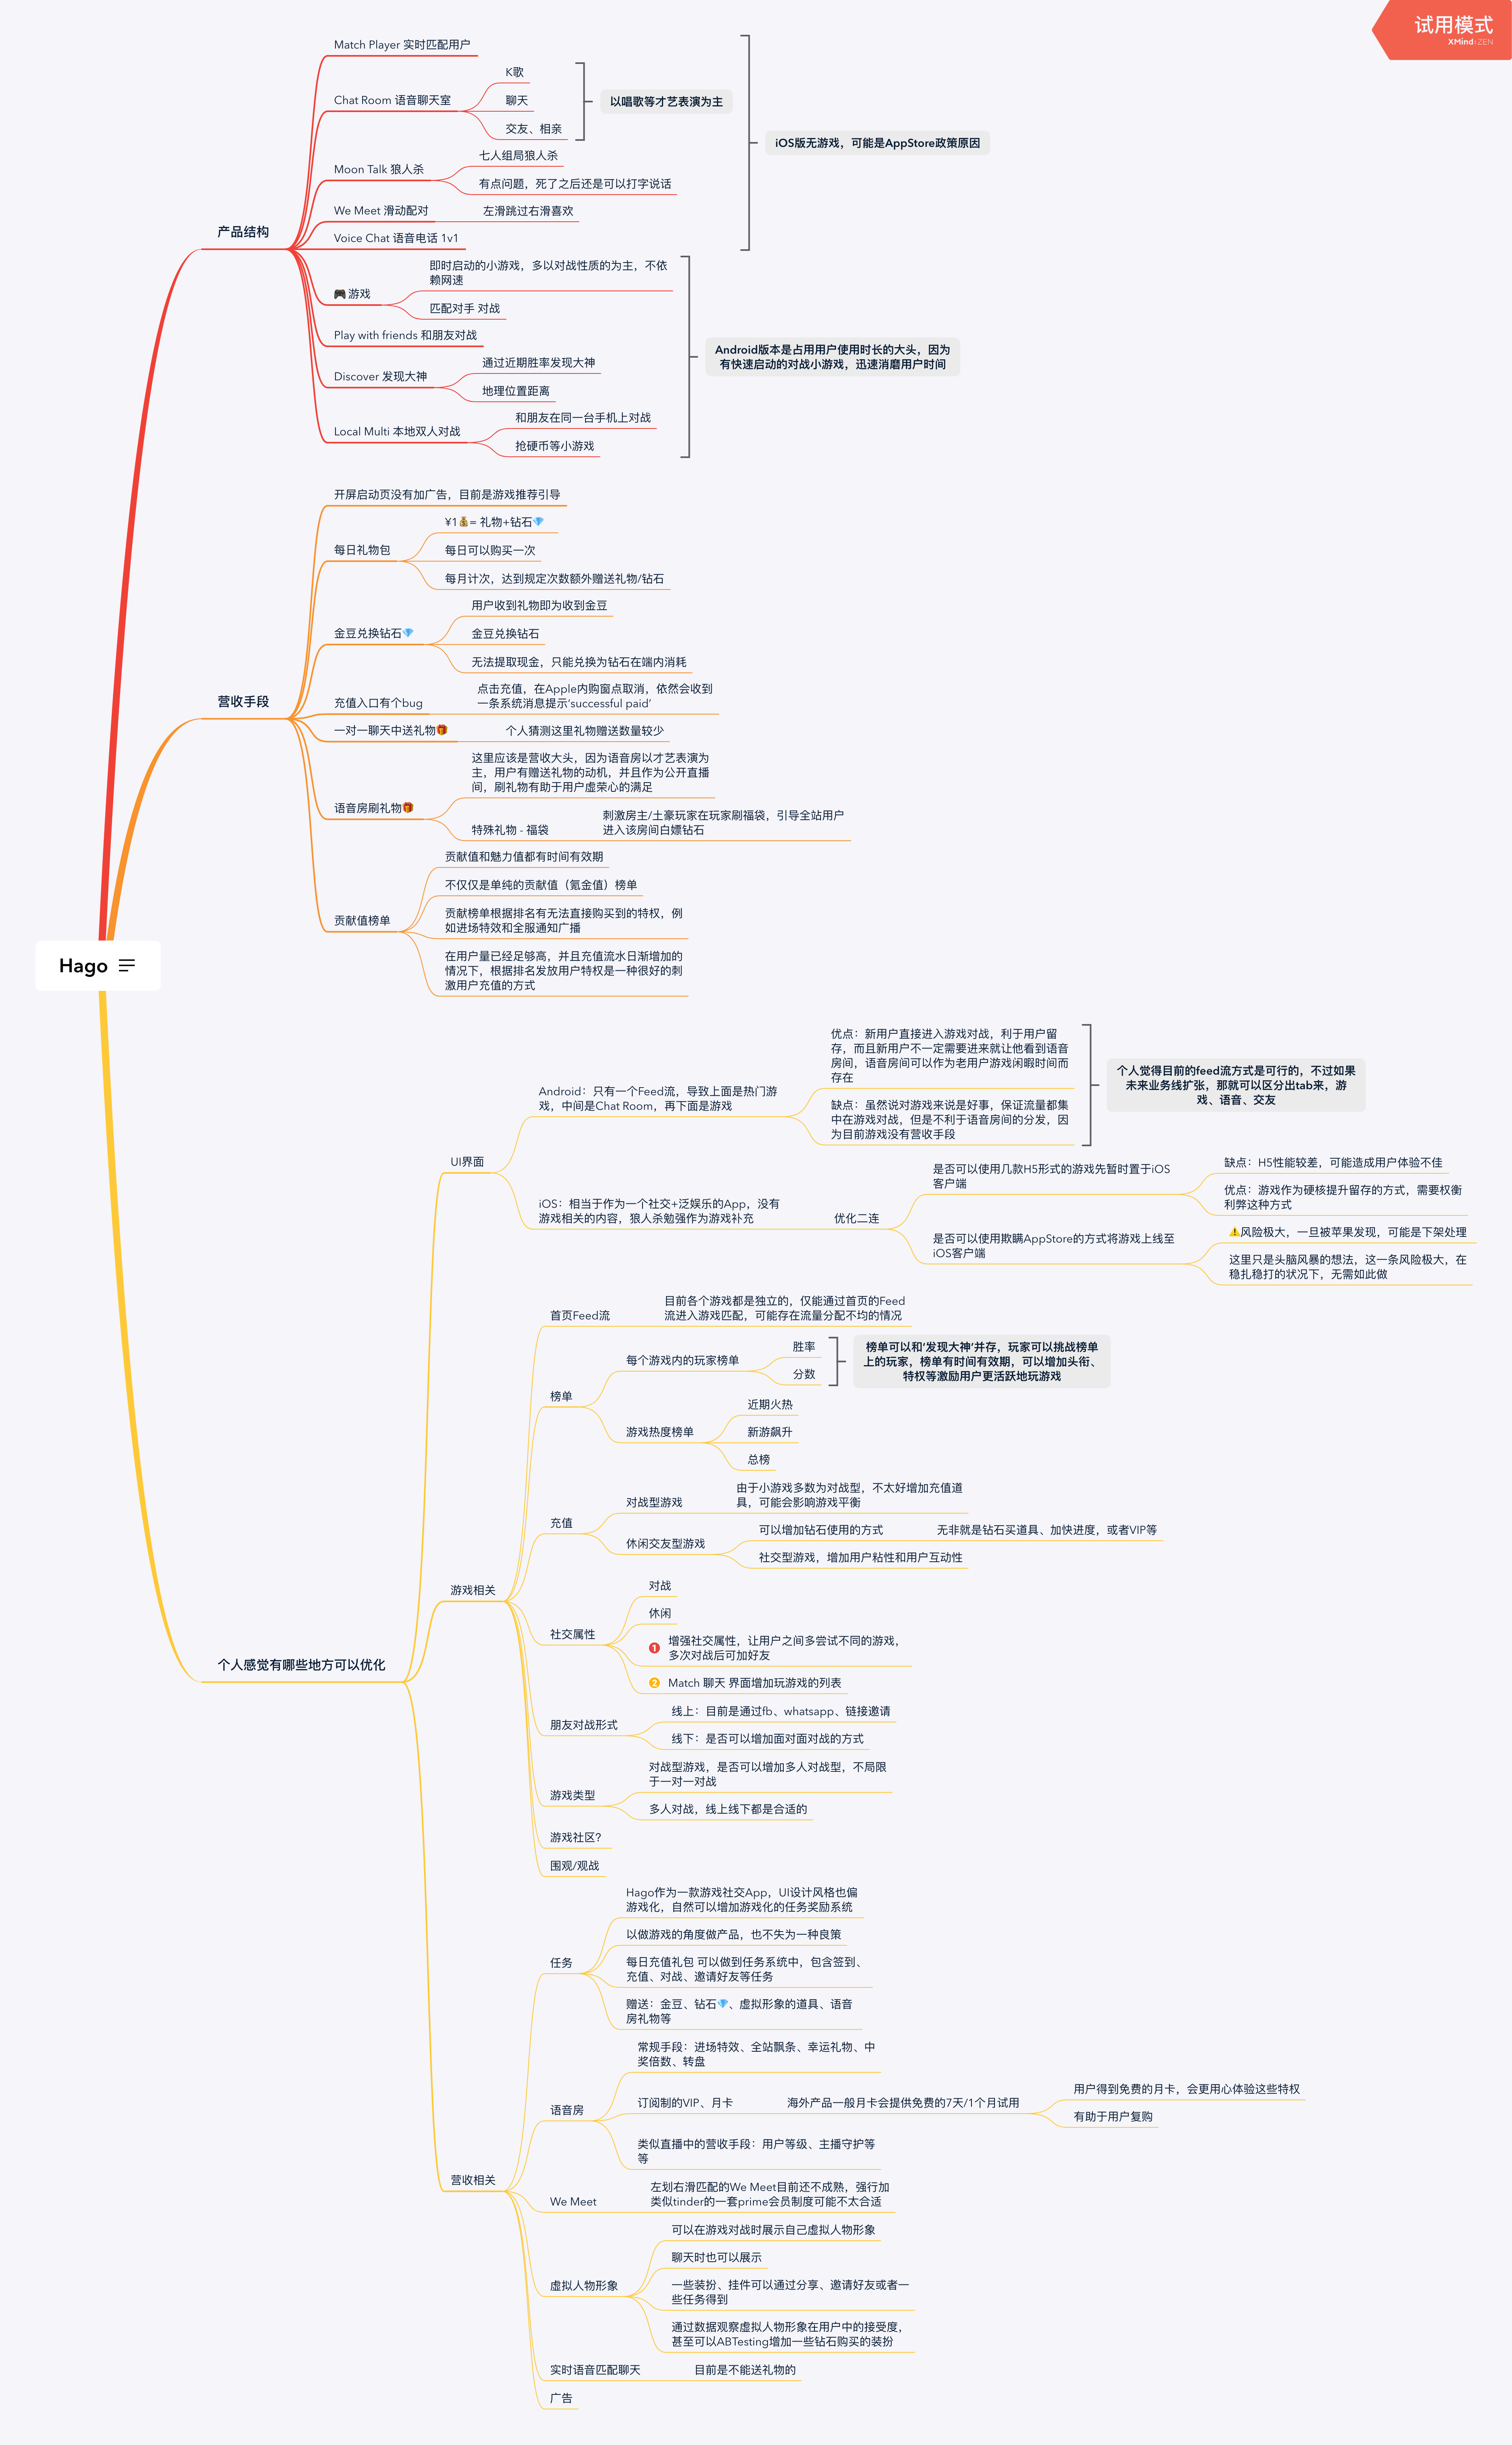 试用模式
XMind:ZEN
Hago
产品结构
Match Player 实时匹配用户
Chat Room 语音聊天室
K歌
聊天
交友、相亲
以唱歌等才艺表演为主
Moon Talk 狼人杀
七人组局狼人杀
有点问题，死了之后还是可以打字说话
We Meet 滑动配对
左滑跳过右滑喜欢
Voice Chat 语音电话 1v1
iOS版无游戏，可能是AppStore政策原因
🎮 游戏
即时启动的小游戏，多以对战性质的为主，不依
赖网速
匹配对手 对战
Play with friends 和朋友对战
Discover 发现大神
通过近期胜率发现大神
地理位置距离
Local Multi 本地双人对战
和朋友在同一台手机上对战
抢硬币等小游戏
Android版本是占用用户使用时长的大头，因为
有快速启动的对战小游戏，迅速消磨用户时间
营收手段
开屏启动页没有加广告，目前是游戏推荐引导
每日礼物包
¥1💰= 礼物+钻石💎
每日可以购买一次
每月计次，达到规定次数额外赠送礼物/钻石
金豆兑换钻石💎
用户收到礼物即为收到金豆
金豆兑换钻石
无法提取现金，只能兑换为钻石在端内消耗
充值入口有个bug
点击充值，在Apple内购窗点取消，依然会收到
一条系统消息提示‘successful paid’
一对一聊天中送礼物🎁
个人猜测这里礼物赠送数量较少
语音房刷礼物🎁
这里应该是营收大头，因为语音房以才艺表演为
主，用户有赠送礼物的动机，并且作为公开直播
间，刷礼物有助于用户虚荣心的满足
特殊礼物 - 福袋
刺激房主/土豪玩家在玩家刷福袋，引导全站用户
进入该房间白嫖钻石
贡献值榜单
贡献值和魅力值都有时间有效期
不仅仅是单纯的贡献值（氪金值）榜单
贡献榜单根据排名有无法直接购买到的特权，例
如进场特效和全服通知广播
在用户量已经足够高，并且充值流水日渐增加的
情况下，根据排名发放用户特权是一种很好的刺
激用户充值的方式
个人感觉有哪些地方可以优化
UI界面
Android：只有一个Feed流，导致上面是热门游
戏，中间是Chat Room，再下面是游戏
优点：新用户直接进入游戏对战，利于用户留
存，而且新用户不一定需要进来就让他看到语音
房间，语音房间可以作为老用户游戏闲暇时间而
存在
缺点：虽然说对游戏来说是好事，保证流量都集
中在游戏对战，但是不利于语音房间的分发，因
为目前游戏没有营收手段
个人觉得目前的feed流方式是可行的，不过如果
未来业务线扩张，那就可以区分出tab来，游
戏、语音、交友
iOS：相当于作为一个社交+泛娱乐的App，没有
游戏相关的内容，狼人杀勉强作为游戏补充
优化二连
是否可以使用几款H5形式的游戏先暂时置于iOS
客户端
缺点：H5性能较差，可能造成用户体验不佳
优点：游戏作为硬核提升留存的方式，需要权衡
利弊这种方式
是否可以使用欺瞒AppStore的方式将游戏上线至
iOS客户端
⚠️风险极大，一旦被苹果发现，可能是下架处理
这里只是头脑风暴的想法，这一条风险极大，在
稳扎稳打的状况下，无需如此做
游戏相关
首页Feed流
目前各个游戏都是独立的，仅能通过首页的Feed
流进入游戏匹配，可能存在流量分配不均的情况
榜单
每个游戏内的玩家榜单
胜率
分数
榜单可以和‘发现大神’并存，玩家可以挑战榜单
上的玩家，榜单有时间有效期，可以增加头衔、
特权等激励用户更活跃地玩游戏
游戏热度榜单
近期火热
新游飙升
总榜
充值
对战型游戏
由于小游戏多数为对战型，不太好增加充值道
具，可能会影响游戏平衡
休闲交友型游戏
可以增加钻石使用的方式
无非就是钻石买道具、加快进度，或者VIP等
社交型游戏，增加用户粘性和用户互动性
社交属性
对战
休闲
1 增强社交属性，让用户之间多尝试不同的游戏，
多次对战后可加好友
2 Match 聊天 界面增加玩游戏的列表
朋友对战形式
线上：目前是通过fb、whatsapp、链接邀请
线下：是否可以增加面对面对战的方式
游戏类型
对战型游戏，是否可以增加多人对战型，不局限
于一对一对战
多人对战，线上线下都是合适的
游戏社区？
围观/观战
营收相关
任务
Hago作为一款游戏社交App，UI设计风格也偏
游戏化，自然可以增加游戏化的任务奖励系统
以做游戏的角度做产品，也不失为一种良策
每日充值礼包 可以做到任务系统中，包含签到、
充值、对战、邀请好友等任务
赠送：金豆、钻石💎、虚拟形象的道具、语音
房礼物等
语音房
常规手段：进场特效、全站飘条、幸运礼物、中
奖倍数、转盘
订阅制的VIP、月卡
海外产品一般月卡会提供免费的7天/1个月试用
用户得到免费的月卡，会更用心体验这些特权
有助于用户复购
类似直播中的营收手段：用户等级、主播守护等
等
We Meet
左划右滑匹配的We Meet目前还不成熟，强行加
类似tinder的一套prime会员制度可能不太合适
虚拟人物形象
可以在游戏对战时展示自己虚拟人物形象
聊天时也可以展示
一些装扮、挂件可以通过分享、邀请好友或者一
些任务得到
通过数据观察虚拟人物形象在用户中的接受度，
甚至可以ABTesting增加一些钻石购买的装扮
实时语音匹配聊天
目前是不能送礼物的
广告